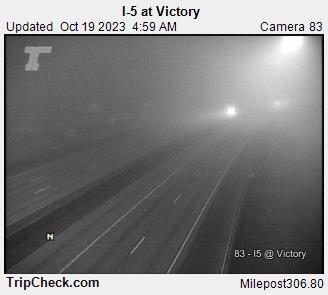 I-5 at Victory
Updated Oct 19 2023 4:59 AM Camera 83
T
N
83 - I5 @ Victory
TripCheck.com Milepost306.80